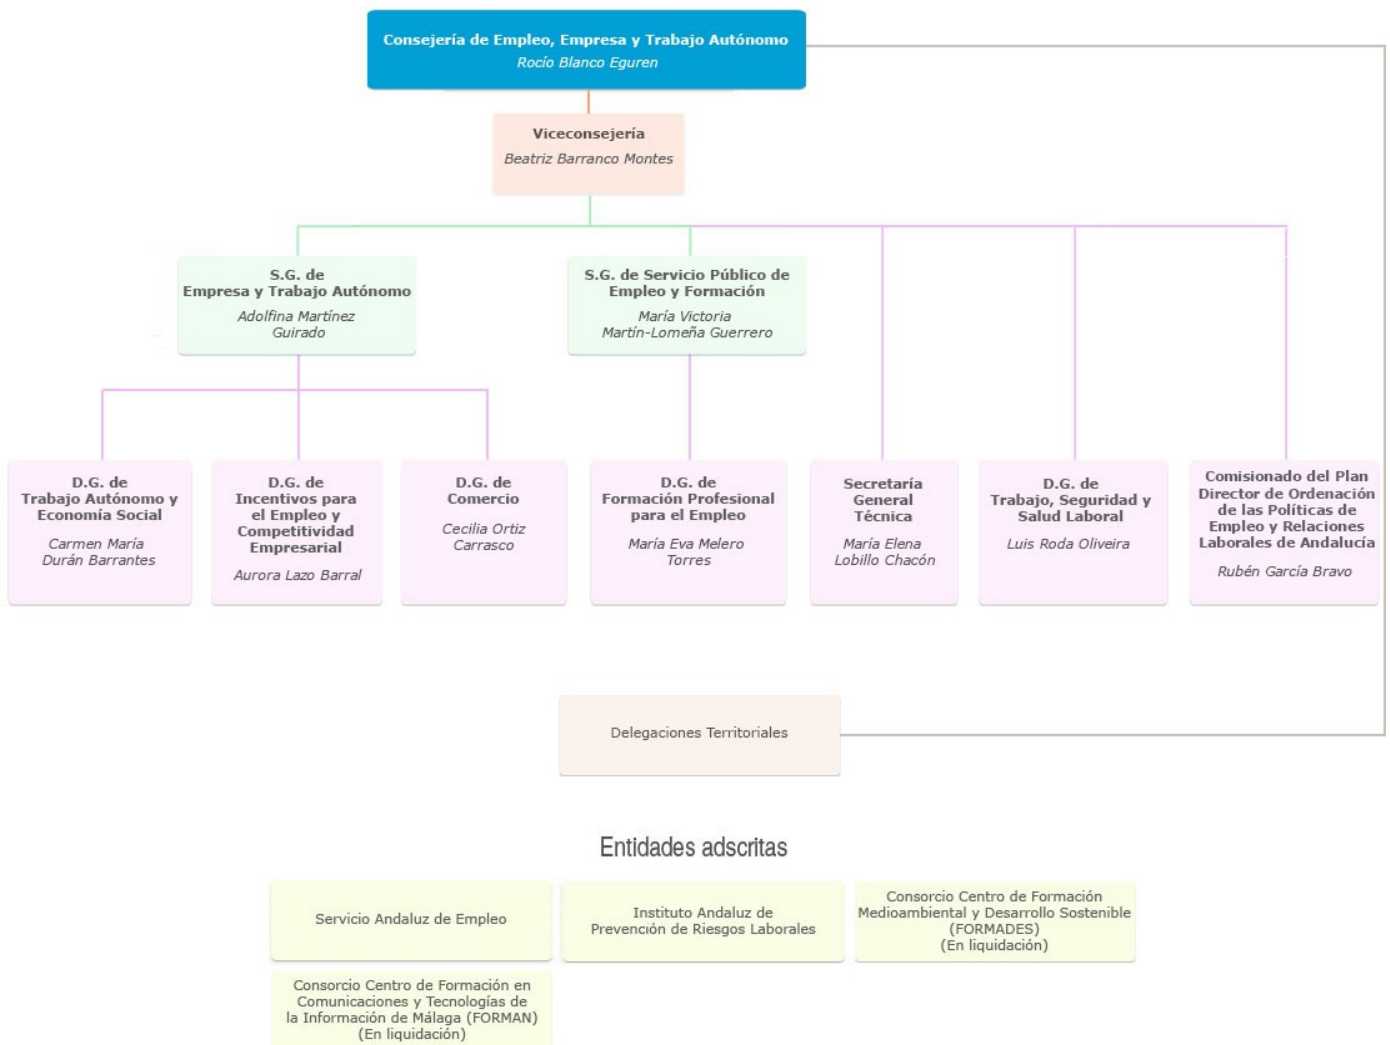 Consejería de Empleo, Empresa y Trabajo Autónomo
Rocío Blanco Eguren
Viceconsejería
Beatriz Barranco Montes
S.G. de
Empresa y Trabajo Autónomo
Adolfina Martínez
Guirado
S.G. de Servicio Público de
Empleo y Formación
María Victoria
Martín-Lomeña Guerrero
D.G. de
Trabajo Autónomo y
Economía Social
Carmen María
Durán Barrantes
D.G. de
Incentivos para
el Empleo y
Competitividad
Empresarial
Aurora Lazo Barral
D.G. de
Comercio
Cecilia Ortiz
Carrasco
D.G. de
Formación Profesional
para el Empleo
María Eva Melero
Torres
Secretaría
General
Técnica
María Elena
Lobillo Chacón
D.G. de
Trabajo, Seguridad y
Salud Laboral
Luis Roda Oliveira
Comisionado del Plan
Director de Ordenación
de las Políticas de
Empleo y Relaciones
Laborales de Andalucía
Rubén García Bravo
Delegaciones Territoriales
Entidades adscritas
Servicio Andaluz de Empleo
Instituto Andaluz de
Prevención de Riesgos Laborales
Consorcio Centro de Formación
Medioambiental y Desarrollo Sostenible
(FORMADES)
(En liquidación)
Consorcio Centro de Formación en
Comunicaciones y Tecnologías de
la Información de Málaga (FORMAN)
(En liquidación)